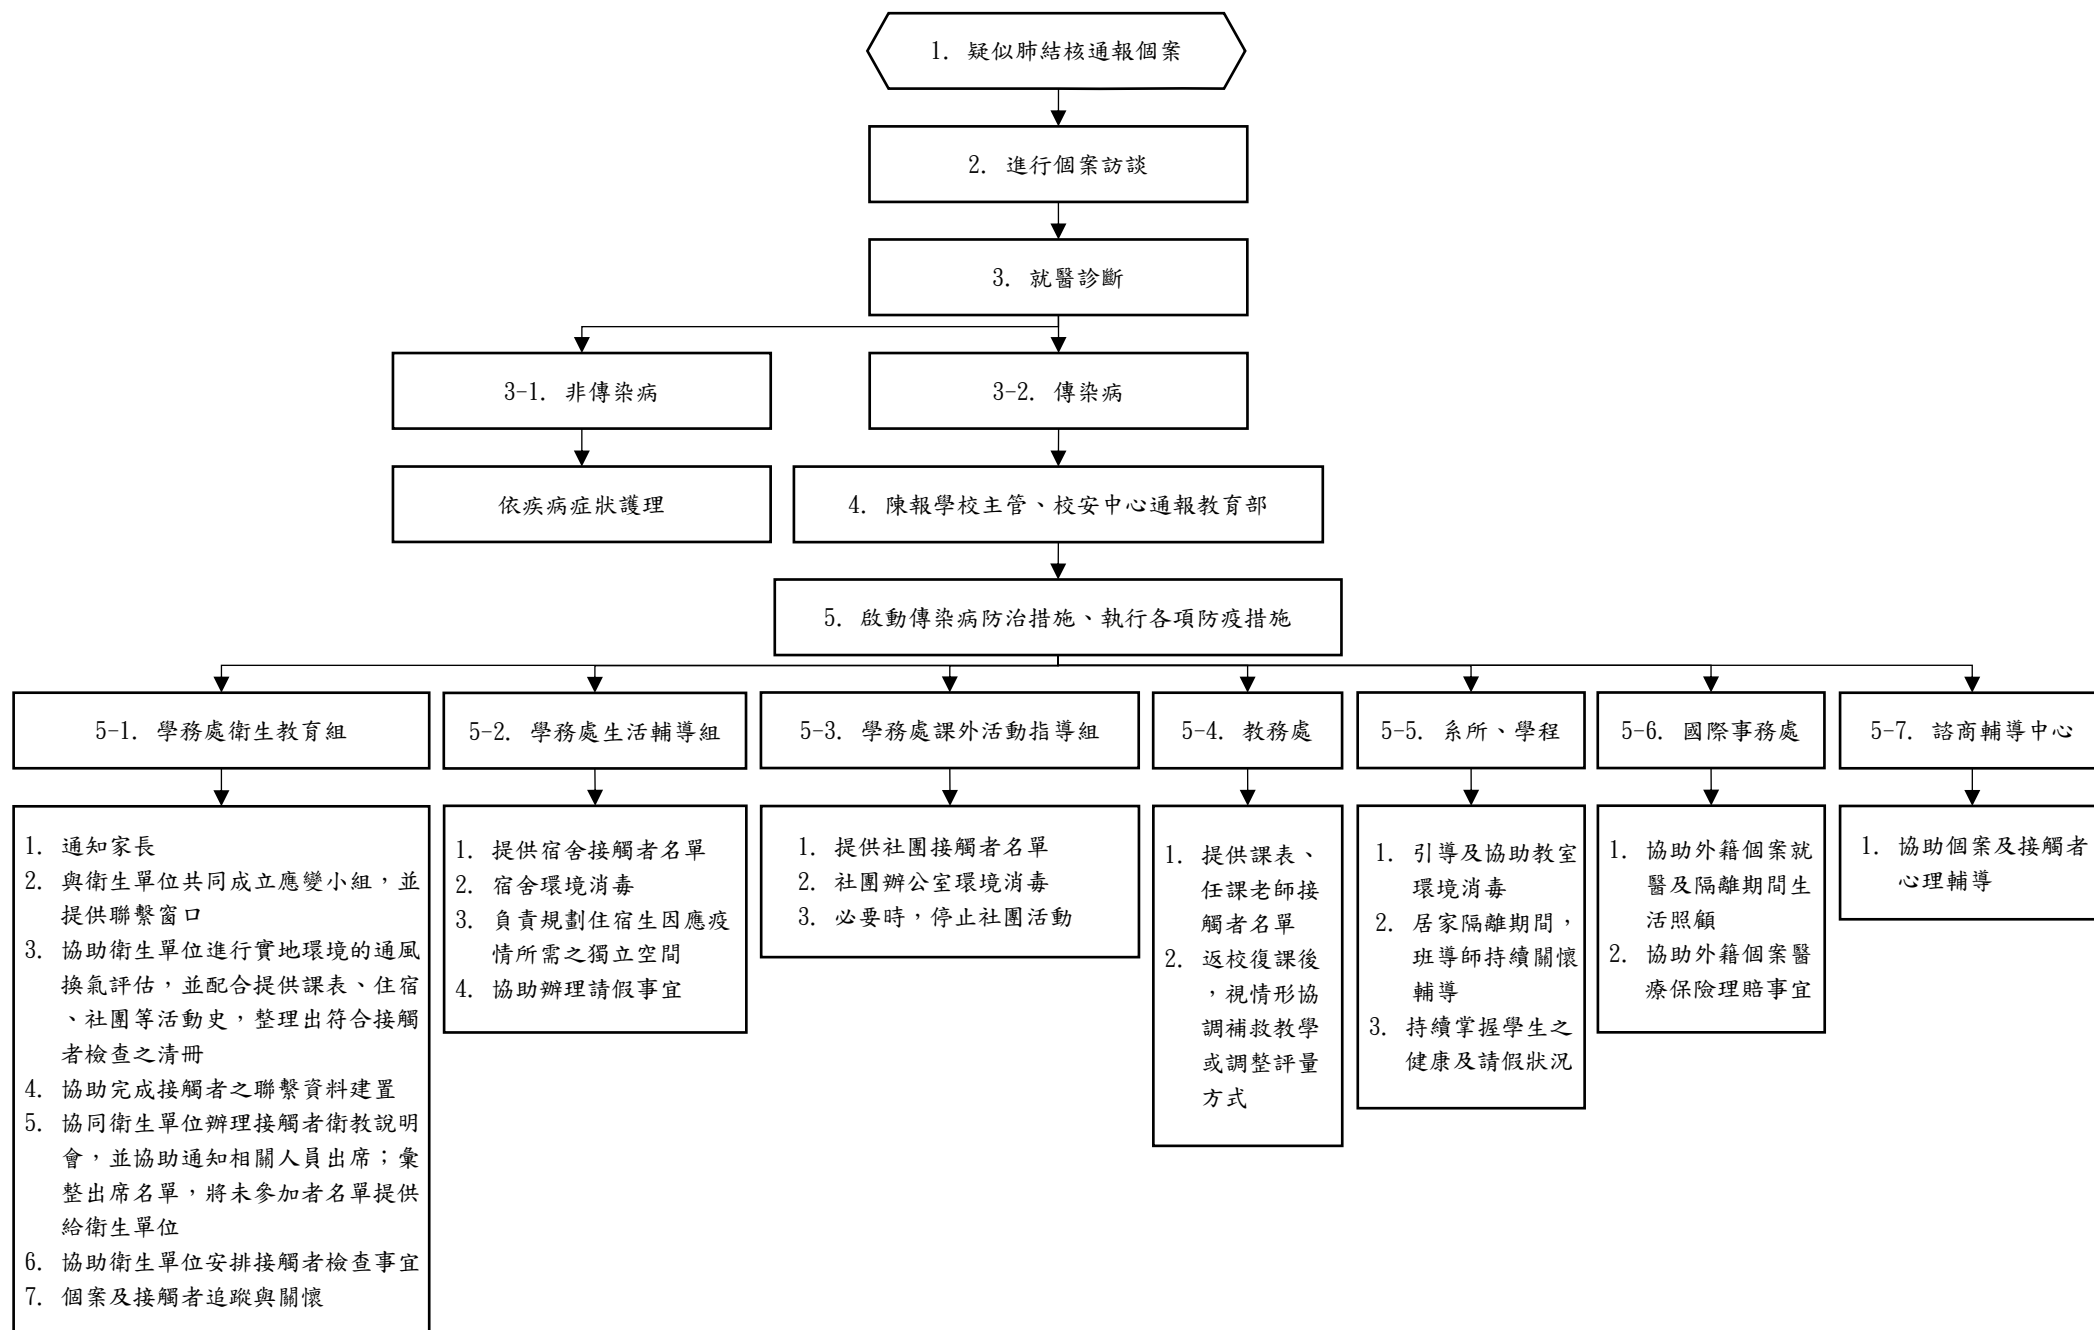 1. 疑似肺結核通報個案
2. 進行個案訪談
3. 就醫診斷
3-1. 非傳染病
3-2. 傳染病
依疾病症狀護理
4. 陳報學校主管、校安中心通報教育部
5. 啟動傳染病防治措施、執行各項防疫措施
5-1. 學務處衛生教育組
5-2. 學務處生活輔導組
5-3. 學務處課外活動指導組
5-4. 教務處
5-5. 系所、學程
5-6. 國際事務處
5-7. 諮商輔導中心
1. 通知家長
2. 與衛生單位共同成立應變小組，並
提供聯繫窗口
3. 協助衛生單位進行實地環境的通風
換氣評估，並配合提供課表、住宿
、社團等活動史，整理出符合接觸
者檢查之清冊
4. 協助完成接觸者之聯繫資料建置
5. 協同衛生單位辦理接觸者衛教說明
會，並協助通知相關人員出席；彙
整出席名單，將未參加者名單提供
給衛生單位
6. 協助衛生單位安排接觸者檢查事宜
7. 個案及接觸者追蹤與關懷
1. 提供宿舍接觸者名單
2. 宿舍環境消毒
3. 負責規劃住宿生因應疫
情所需之獨立空間
4. 協助辦理請假事宜
1. 提供社團接觸者名單
2. 社團辦公室環境消毒
3. 必要時，停止社團活動
1. 提供課表、
任課老師接
觸者名單
2. 返校復課後
，視情形協
調補救教學
或調整評量
方式
1. 引導及協助教室
環境消毒
2. 居家隔離期間，
班導師持續關懷
輔導
3. 持續掌握學生之
健康及請假狀況
1. 協助外籍個案就
醫及隔離期間生
活照顧
2. 協助外籍個案醫
療保險理賠事宜
1. 協助個案及接觸者
心理輔導